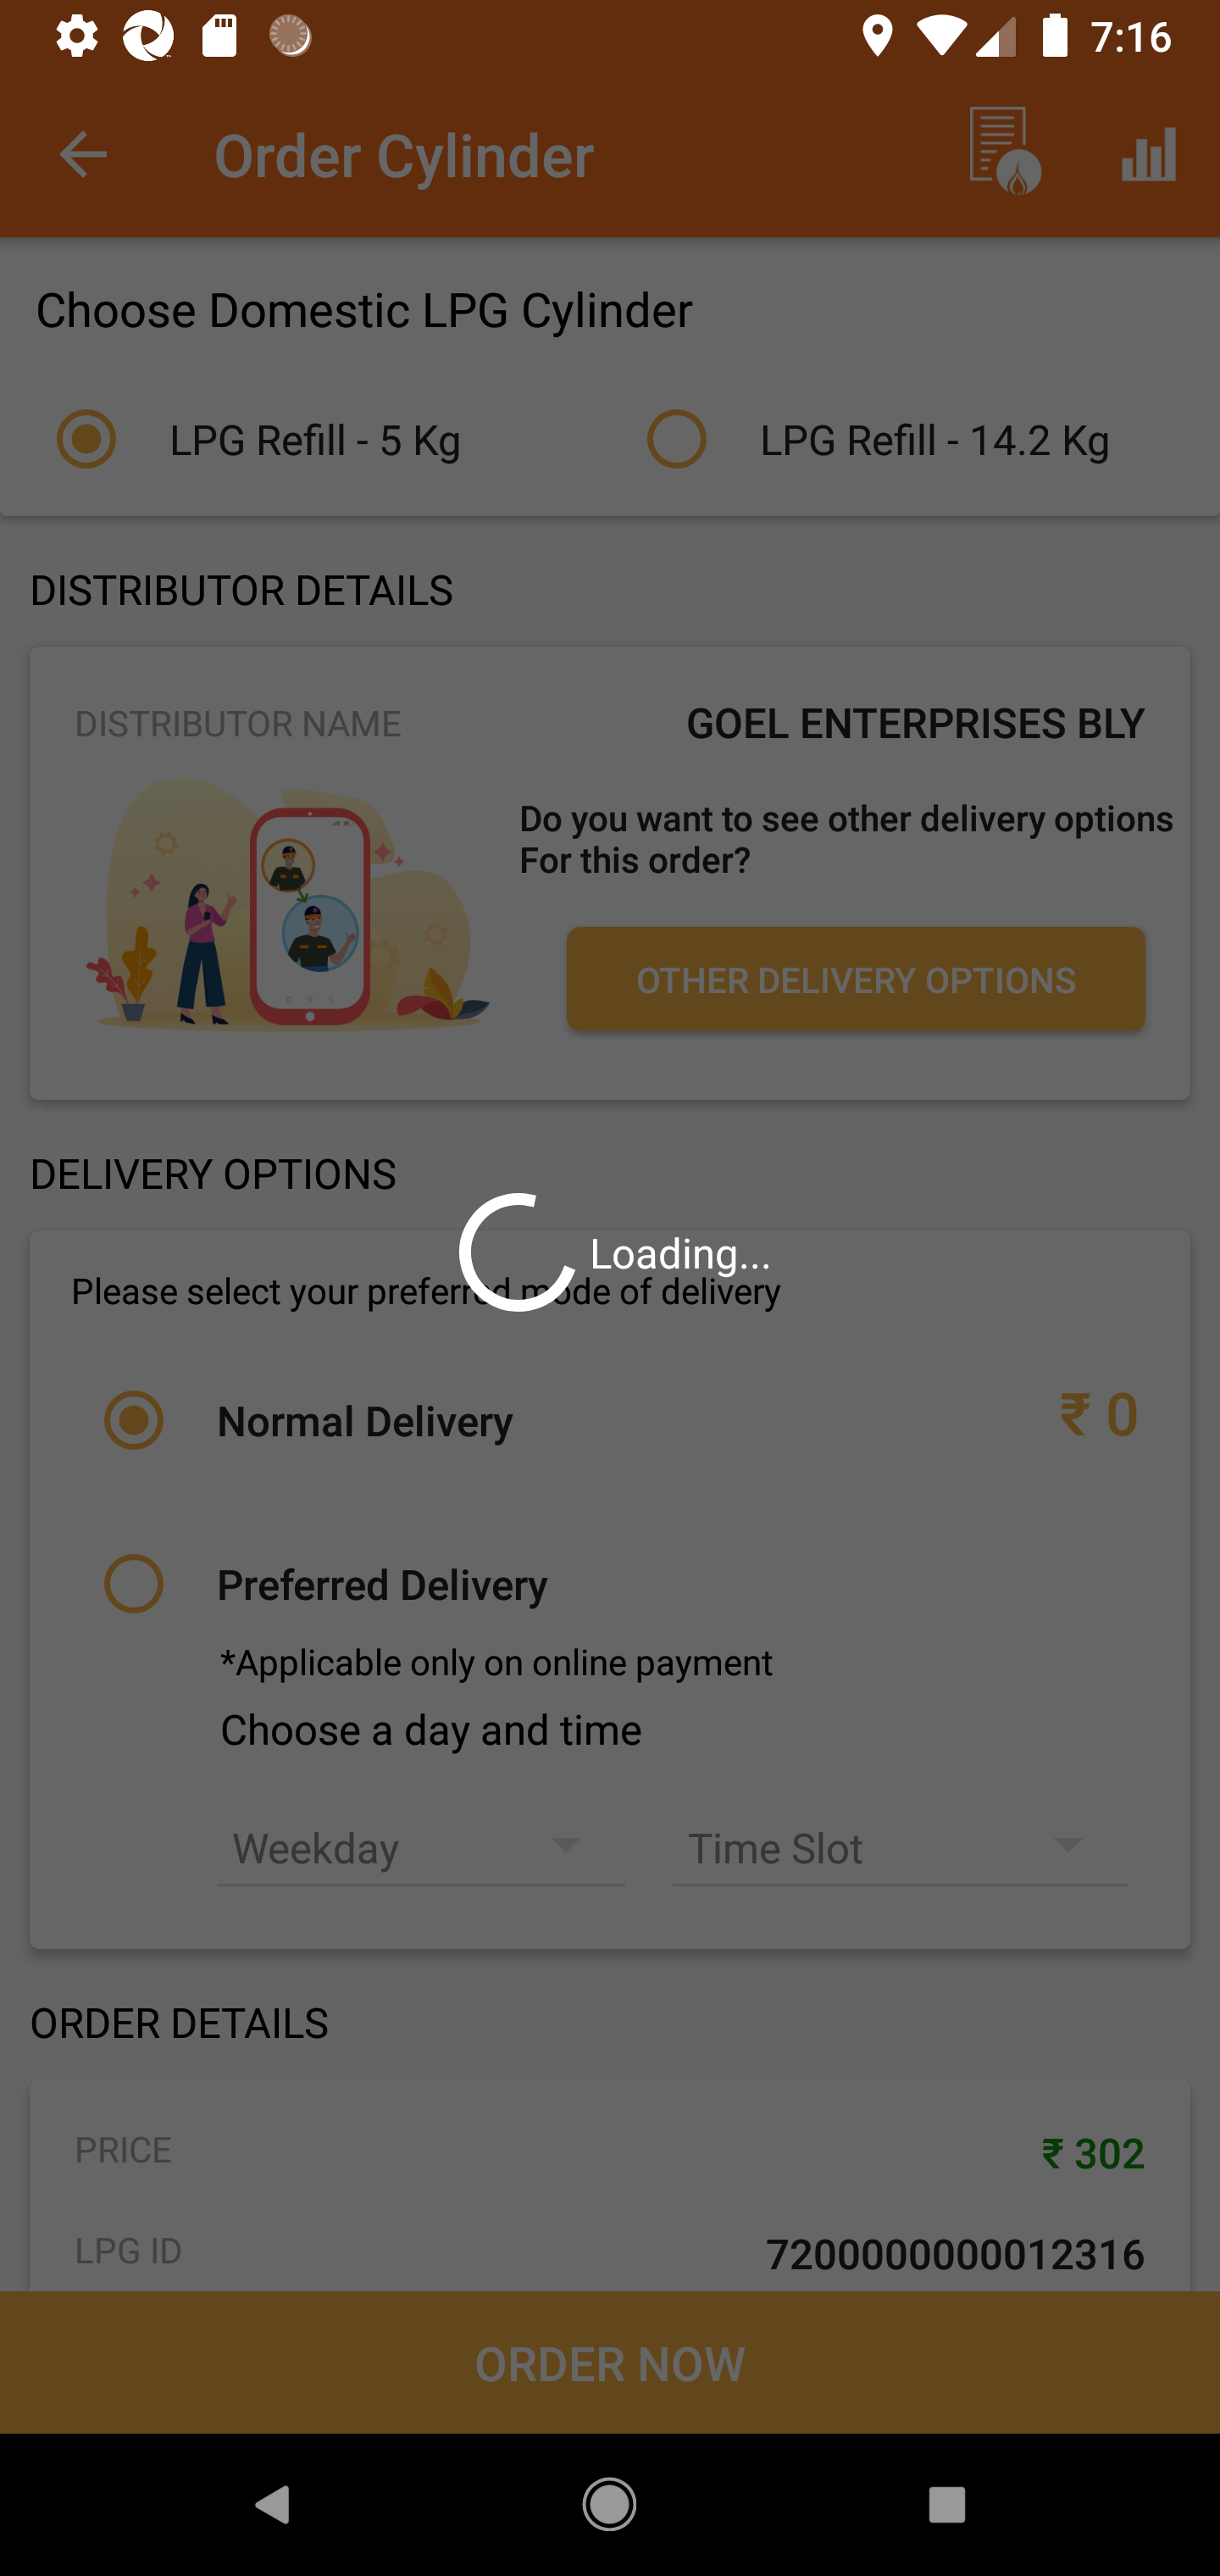 7:16
Order Cylinder
Choose Domestic LPG Cylinder
LPG Refill - 5 Kg
LPG Refill - 14.2 Kg
DISTRIBUTOR DETAILS
DISTRIBUTOR NAME
GOEL ENTERPRISES BLY
Do you want to see other delivery options
For this order?
OTHER DELIVERY OPTIONS
DELIVERY OPTIONS
Loading...
Please select your preferred mode of delivery
Normal Delivery
₹ 0
Preferred Delivery
*Applicable only on online payment
Choose a day and time
Weekday
Time Slot
ORDER DETAILS
PRICE
₹ 302
LPG ID
7200000000012316
ORDER NOW